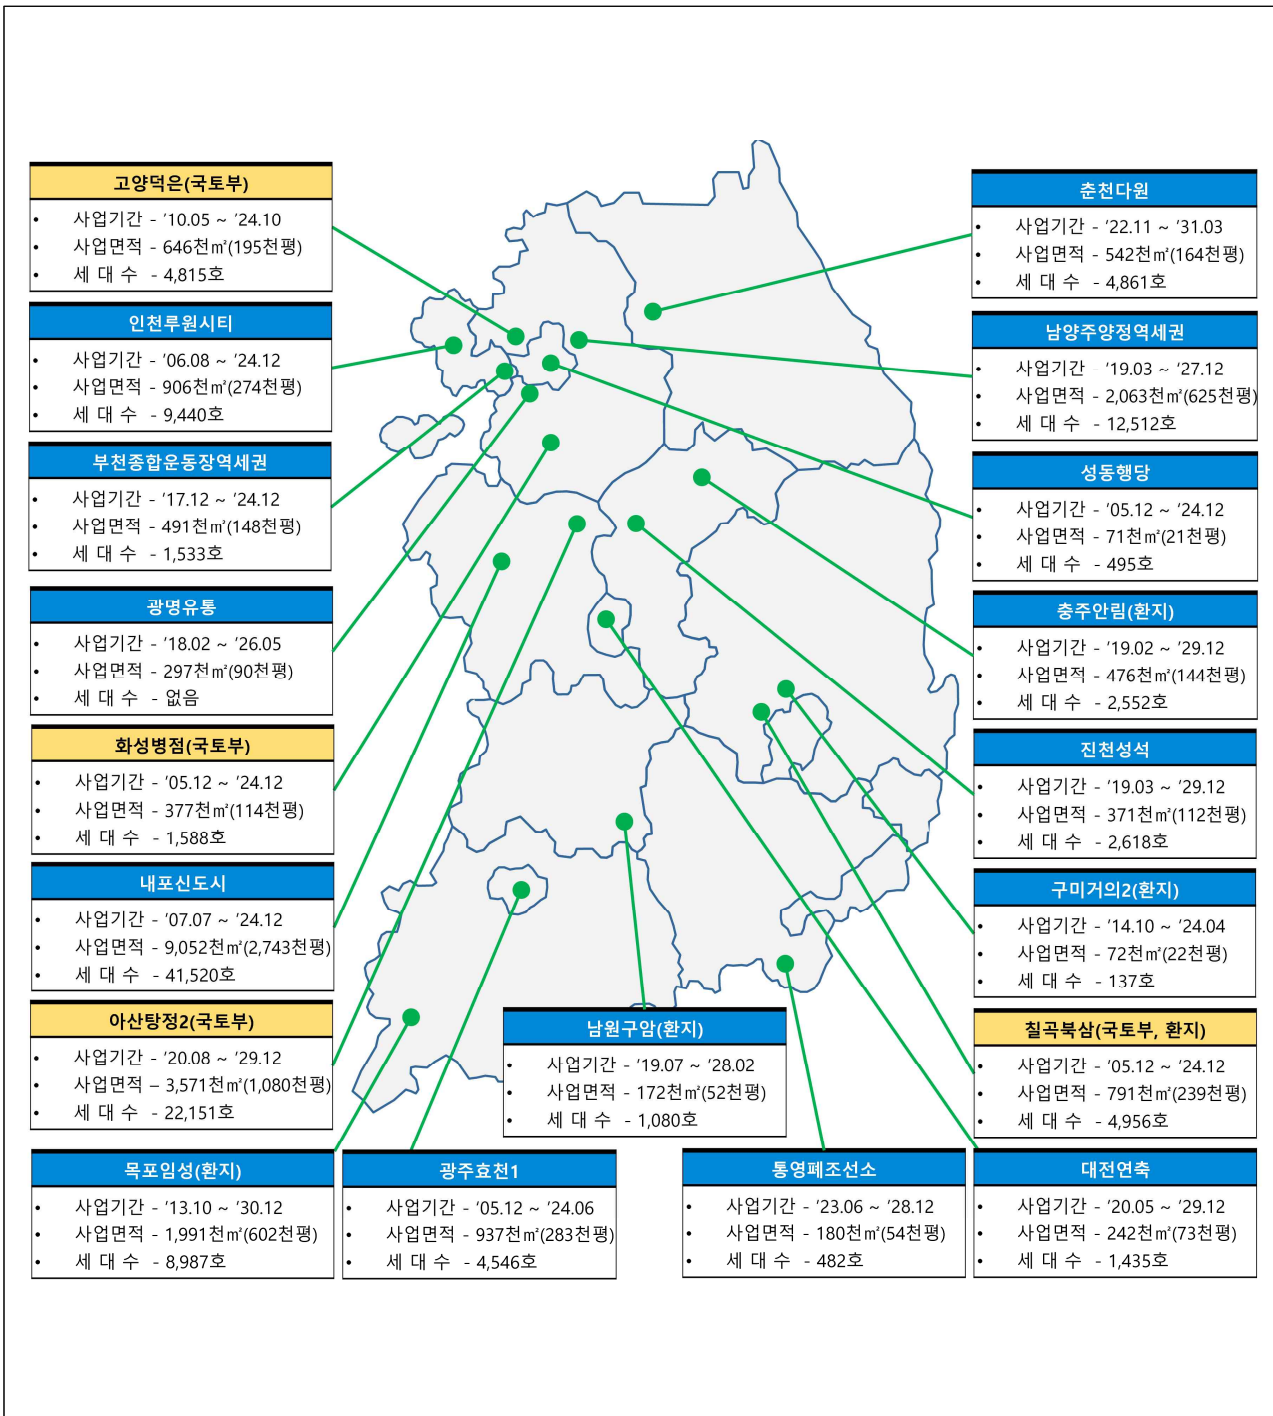 고양덕은(국토부)
• 사업기간 - ’10.05 ~ ’24.10
• 사업면적 - 646천㎡(195천평)
• 세 대 수 - 4,815호
인천루원시티
• 사업기간 - ’06.08 ~ ’24.12
• 사업면적 - 906천㎡(274천평)
• 세 대 수 - 9,440호
부천종합운동장역세권
• 사업기간 - ’17.12 ~ ’24.12
• 사업면적 - 491천㎡(148천평)
• 세 대 수 - 1,533호
광명유통
• 사업기간 - ’18.02 ~ ’26.05
• 사업면적 - 297천㎡(90천평)
• 세 대 수 - 없음
화성병점(국토부)
• 사업기간 - ’05.12 ~ ’24.12
• 사업면적 - 377천㎡(114천평)
• 세 대 수 - 1,588호
내포신도시
• 사업기간 - ’07.07 ~ ’24.12
• 사업면적 - 9,052천㎡(2,743천평)
• 세 대 수 - 41,520호
아산탕정2(국토부)
• 사업기간 - ’20.08 ~ ’29.12
• 사업면적 – 3,571천㎡(1,080천평)
• 세 대 수 - 22,151호
목포임성(환지)
• 사업기간 - ’13.10 ~ ’30.12
• 사업면적 - 1,991천㎡(602천평)
• 세 대 수 - 8,987호
광주효천1
• 사업기간 - ’05.12 ~ ’24.06
• 사업면적 - 937천㎡(283천평)
• 세 대 수 - 4,546호
남원구암(환지)
• 사업기간 - ’19.07 ~ ’28.02
• 사업면적 - 172천㎡(52천평)
• 세 대 수 - 1,080호
통영폐조선소
• 사업기간 - ’23.06 ~ ’28.12
• 사업면적 - 180천㎡(54천평)
• 세 대 수 - 482호
춘천다원
• 사업기간 - ’22.11 ~ ’31.03
• 사업면적 - 542천㎡(164천평)
• 세 대 수 - 4,861호
남양주양정역세권
• 사업기간 - ’19.03 ~ ’27.12
• 사업면적 - 2,063천㎡(625천평)
• 세 대 수 - 12,512호
성동행당
• 사업기간 - ’05.12 ~ ’24.12
• 사업면적 - 71천㎡(21천평)
• 세 대 수 - 495호
충주안림(환지)
• 사업기간 - ’19.02 ~ ’29.12
• 사업면적 - 476천㎡(144천평)
• 세 대 수 - 2,552호
진천성석
• 사업기간 - ’19.03 ~ ’29.12
• 사업면적 - 371천㎡(112천평)
• 세 대 수 - 2,618호
구미거의2(환지)
• 사업기간 - ’14.10 ~ ’24.04
• 사업면적 - 72천㎡(22천평)
• 세 대 수 - 137호
칠곡북삼(국토부, 환지)
• 사업기간 - ’05.12 ~ ’24.12
• 사업면적 - 791천㎡(239천평)
• 세 대 수 - 4,956호
대전연축
• 사업기간 - ’20.05 ~ ’29.12
• 사업면적 - 242천㎡(73천평)
• 세 대 수 - 1,435호